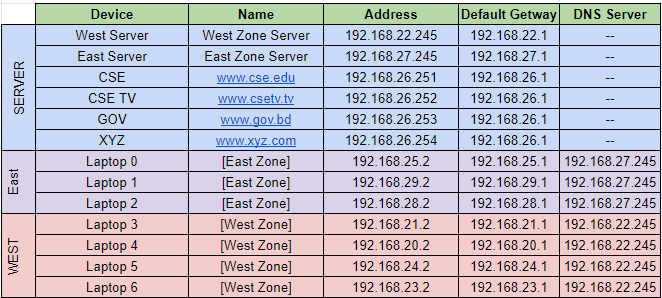 Device Name Address Default Getway DNS Server
SERVER
West Server West Zone Server 192.168.22.245 192.168.22.1 --
East Server East Zone Server 192.168.27.245 192.168.27.1 --
CSE www.cse.edu 192.168.26.251 192.168.26.1 --
CSE TV www.csetv.tv 192.168.26.252 192.168.26.1 --
GOV www.gov.bd 192.168.26.253 192.168.26.1 --
XYZ www.xyz.com 192.168.26.254 192.168.26.1 --
East
Laptop 0 [East Zone] 192.168.25.2 192.168.25.1 192.168.27.245
Laptop 1 [East Zone] 192.168.29.2 192.168.29.1 192.168.27.245
Laptop 2 [East Zone] 192.168.28.2 192.168.28.1 192.168.27.245
WEST
Laptop 3 [West Zone] 192.168.21.2 192.168.21.1 192.168.22.245
Laptop 4 [West Zone] 192.168.20.2 192.168.20.1 192.168.22.245
Laptop 5 [West Zone] 192.168.24.2 192.168.24.1 192.168.22.245
Laptop 6 [West Zone] 192.168.23.2 192.168.23.1 192.168.22.245